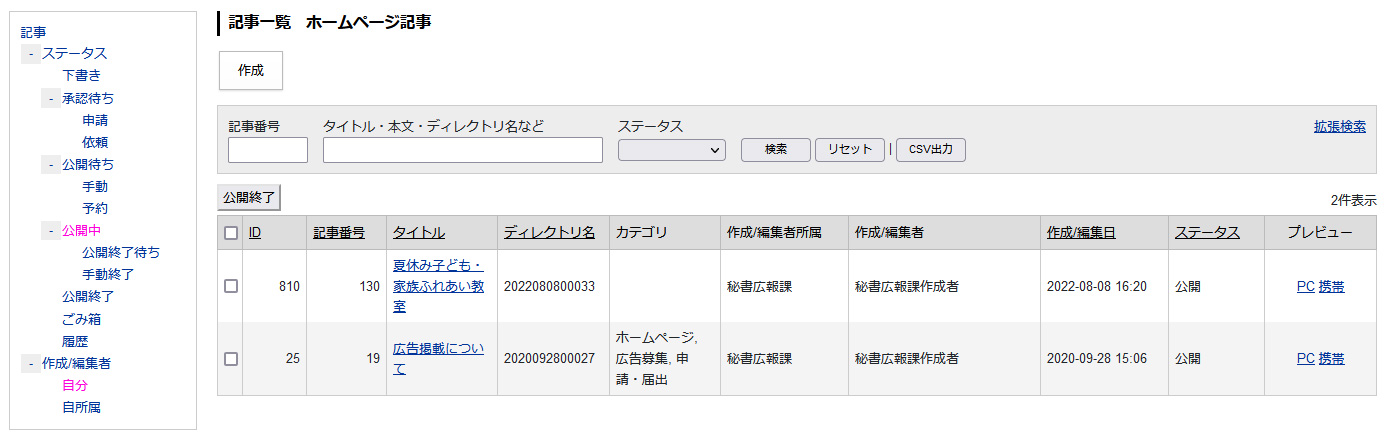 記事
- ステータス
下書き
- 承認待ち
申請
依頼
- 公開待ち
手動
予約
- 公開中
公開終了待ち
手動終了
公開終了
ごみ箱
履歴
- 作成/編集者
自分
自所属
記事一覧 ホームページ記事
作成
記事番号 タイトル・本文・ディレクトリ名など ステータス 拡張検索
検索 リセット | CSV出力
公開終了
2件表示
ID 記事番号 タイトル ディレクトリ名 カテゴリ 作成/編集者所属 作成/編集者 作成/編集日 ステータス プレビュー
810 130 夏休み子ども・ 2022080800033 秘書広報課 秘書広報課作成者 2022-08-08 16:20 公開 PC 携帯
家族ふれあい教
室
25 19 広告掲載につい 2020092800027 ホームページ, 秘書広報課 秘書広報課作成者 2020-09-28 15:06 公開 PC 携帯
て 広告募集, 申
請・届出